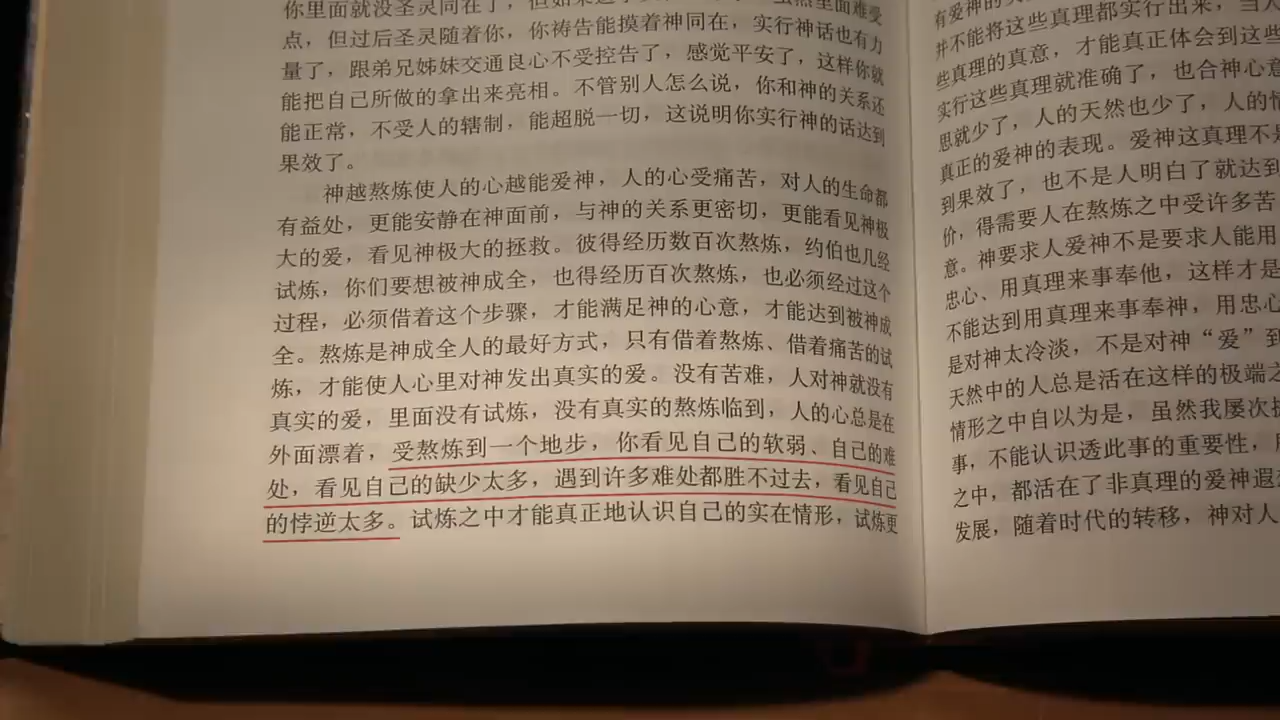 你里面就没圣灵同在了，但如果
点，但过后圣灵随着你，你祷告能摸着神同在，实行神话也有力
量了，跟弟兄姊妹交通良心不受控告了，感觉平安了，这样你就
能把自己所做的拿出来亮相。不管别人怎么说，你和神的关系还
能正常，不受人的辖制，能超脱一切，这说明你实行神的话达到
果效了。
神越熬炼使人的心越能爱神，人的心受痛苦，对人的生命都
有益处，更能安静在神面前，与神的关系更密切，更能看见神极
大的爱，看见神极大的拯救。彼得经历数百次熬炼，约伯也几经
试炼，你们要想被神成全，也得经历百次熬炼，也必须经过这个
过程，必须借着这个步骤，才能满足神的心意，才能达到被神成
全。熬炼是神成全人的最好方式，只有借着熬炼、借着痛苦的试
炼，才能使人心里对神发出真实的爱。没有苦难，人对神就没有
真实的爱，里面没有试炼，没有真实的熬炼临到，人的心总是在
外面漂着，受熬炼到一个地步，你看见自己的软弱、自己的难
处，看见自己的缺少太多，遇到许多难处都胜不过去，看见自己
的悖逆太多。试炼之中才能真正地认识自己的实在情形，试炼更
有爱神的
并不能将这些真理都实行出来，当
些真理的真意，才能真正体会到这些
实行这些真理就准确了，也合神心意
思就少了，人的天然也少了，人的情
真正的爱神的表现。爱神这真理不是
到果效了，也不是人明白了就达到
价，得需要人在熬炼之中受许多苦
意。神要求人爱神不是要求人能用
忠心、用真理来事奉他，这样才是
不能达到用真理来事奉神，用忠心
是对神太冷淡，不是对神“爱”到
天然中的人总是活在这样的极端之
情形之中自以为是，虽然我屡次提
事，不能认识透此事的重要性，
之中，都活在了非真理的爱神退
发展，随着时代的转移，神对人